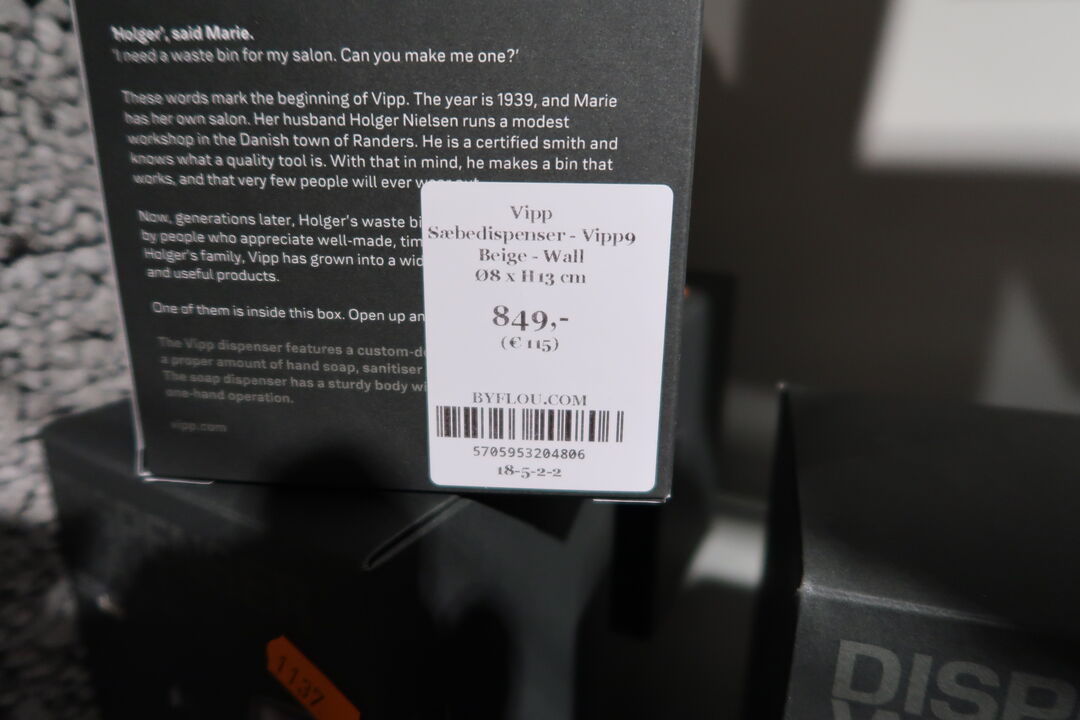 'Holger', said Marie.
'I need a waste bin for my salon. Can you make me one?'
These words mark the beginning of Vipp. The year is 1939, and Marie
has her own salon. Her husband Holger Nielsen runs a modest
workshop in the Danish town of Randers. He is a certified smith and
knows what a quality tool is. With that in mind, he makes a bin that
works, and that very few people will ever
Now, generations later, Holger's waste
by people who appreciate well-made,
Holger's family, Vipp has grown into a
and useful products.
One of them is inside this box. Open up
The Vipp dispenser features a
a proper amount of hand soap, sanitiser
The soap dispenser has a sturdy body
one-hand operation.
vipp.com
Vipp
Sæbedispenser - Vipp9
Beige - Wall
Ø8 x H 13 cm
849,-
(€ 115)
BYFLOU.COM
5705953204806
18-5-2-2
1137
DISP